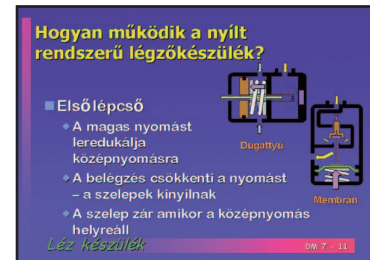 Hogyan működik a nyílt
rendszerű légzőkészülék?
Első lépcső
A magas nyomást
leredukálja
középnyomásra
A belégzés csökkenti a nyomást
– a szelepek kinyílnak
A szelep zár amikor a középnyomás
helyreáll
Dugattyú
Membrán
Léz készülék
DM 7 - 11